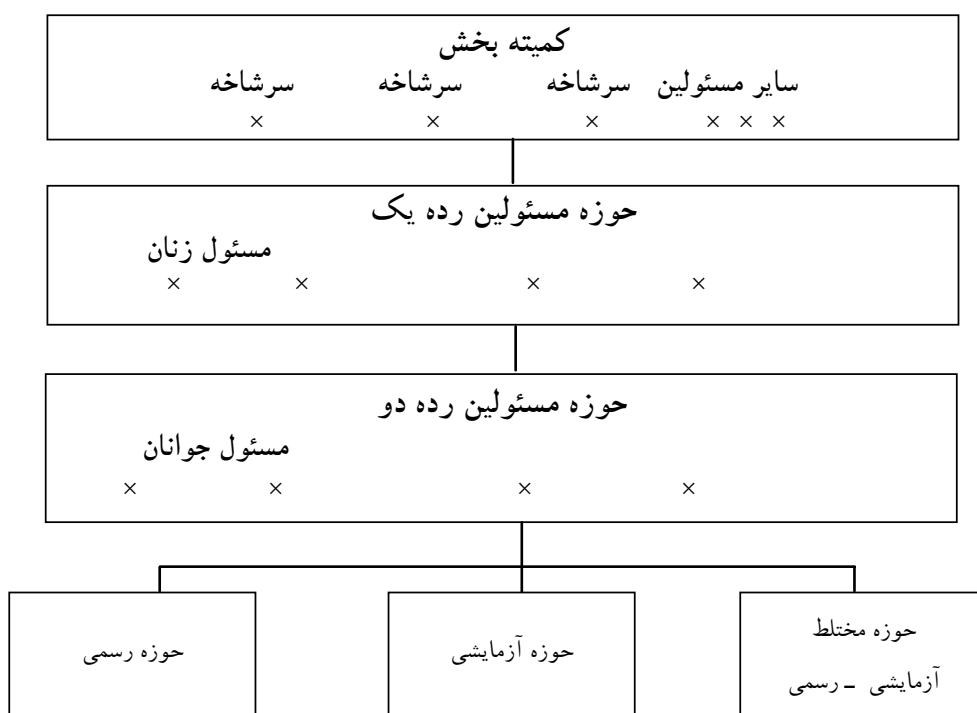 کمیته بخش
سایر مسئولین سرشاخه سرشاخه سرشاخه
× × × × × ×
حوزه مسئولین رده یک
مسئول زنان
× × × ×
حوزه مسئولین رده دو
مسئول جوانان
× × × ×
حوزه مختلط
آزمایشی ـ رسمی
حوزه آزمایشی
حوزه رسمی